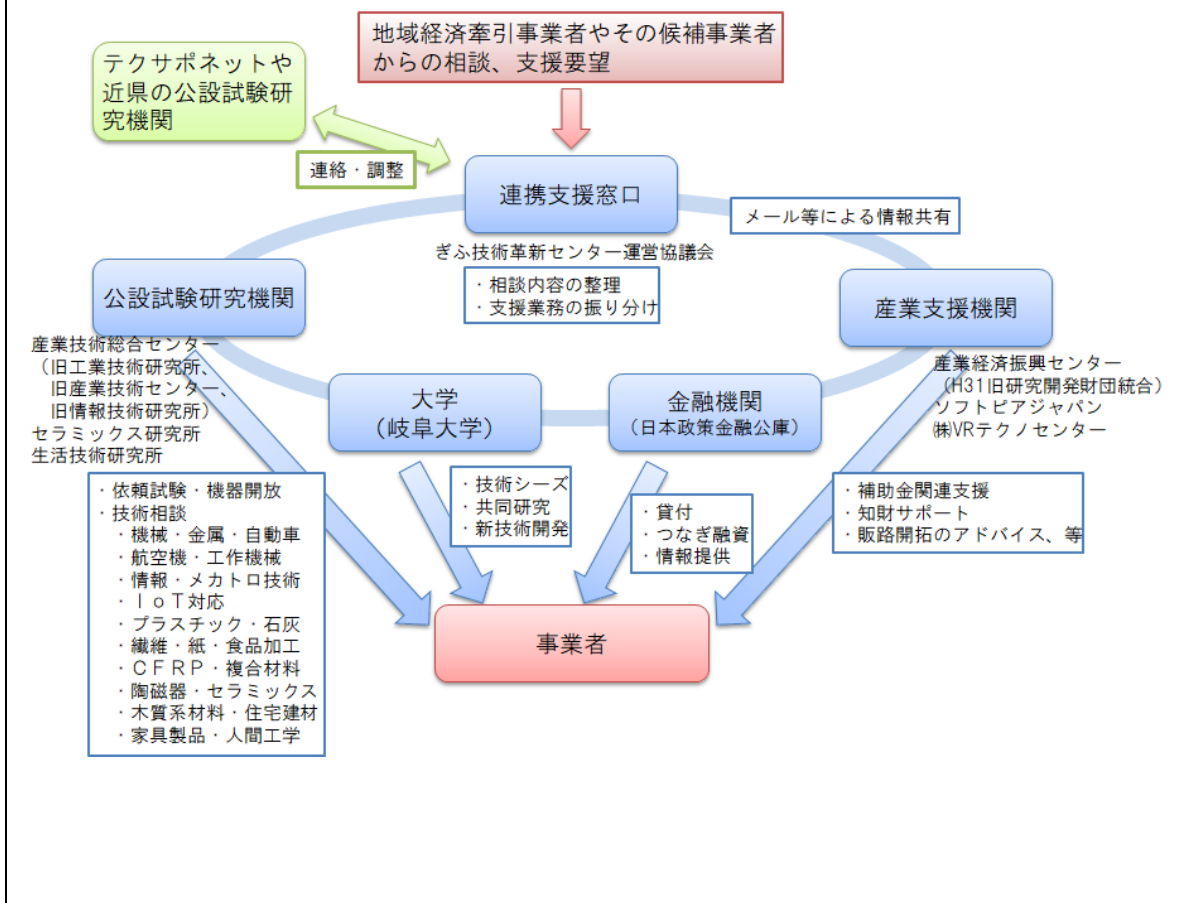 地域経済牽引事業者やその候補事業者
からの相談、支援要望
テクサポネットや
近県の公設試験研
究機関
連絡・調整
連携支援窓口
メール等による情報共有
ぎふ技術革新センター運営協議会
・相談内容の整理
・支援業務の振り分け
公設試験研究機関
産業技術総合センター
（旧工業技術研究所、
旧産業技術センター、
旧情報技術研究所）
セラミックス研究所
生活技術研究所
産業支援機関
産業経済振興センター
（H31旧研究開発財団統合）
ソフトピアジャパン
㈱VRテクノセンター
大学
（岐阜大学）
金融機関
（日本政策金融公庫）
・依頼試験・機器開放
・技術相談
・機械・金属・自動車
・航空機・工作機械
・情報・メカトロ技術
・ＩｏＴ対応
・プラスチック・石灰
・繊維・紙・食品加工
・ＣＦＲＰ・複合材料
・陶磁器・セラミックス
・木質系材料・住宅建材
・家具製品・人間工学
・技術シーズ
・共同研究
・新技術開発
・貸付
・つなぎ融資
・情報提供
・補助金関連支援
・知財サポート
・販路開拓のアドバイス、等
事業者